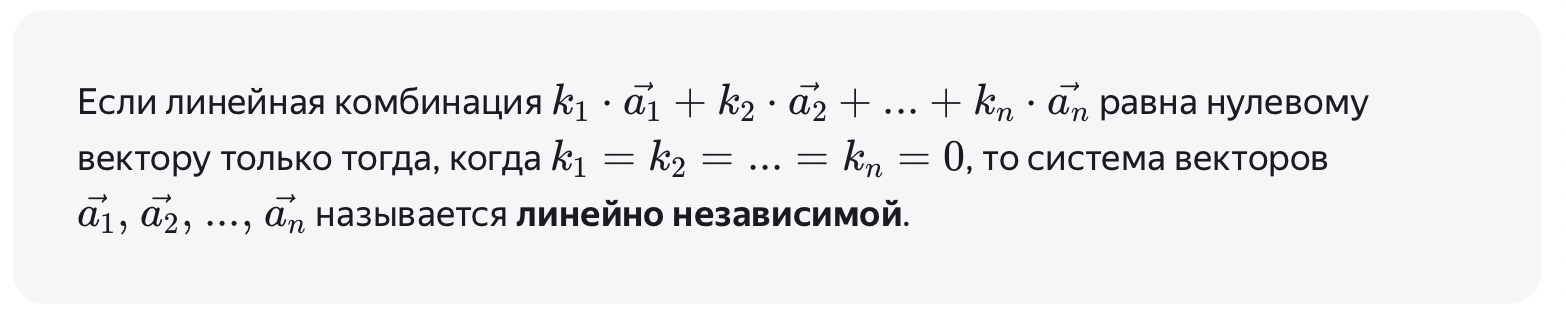 Если линейная комбинация k₁ · a⃗₁ + k₂ · a⃗₂ + ... + kₙ · a⃗ₙ равна нулевому
вектору только тогда, когда k₁ = k₂ = ... = kₙ = 0, то система векторов
a⃗₁, a⃗₂, ..., a⃗ₙ называется линейно независимой.